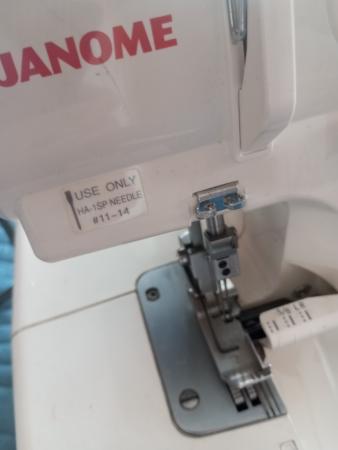 JANOME
USE ONLY
HA-1SP NEEDLE
#11-14